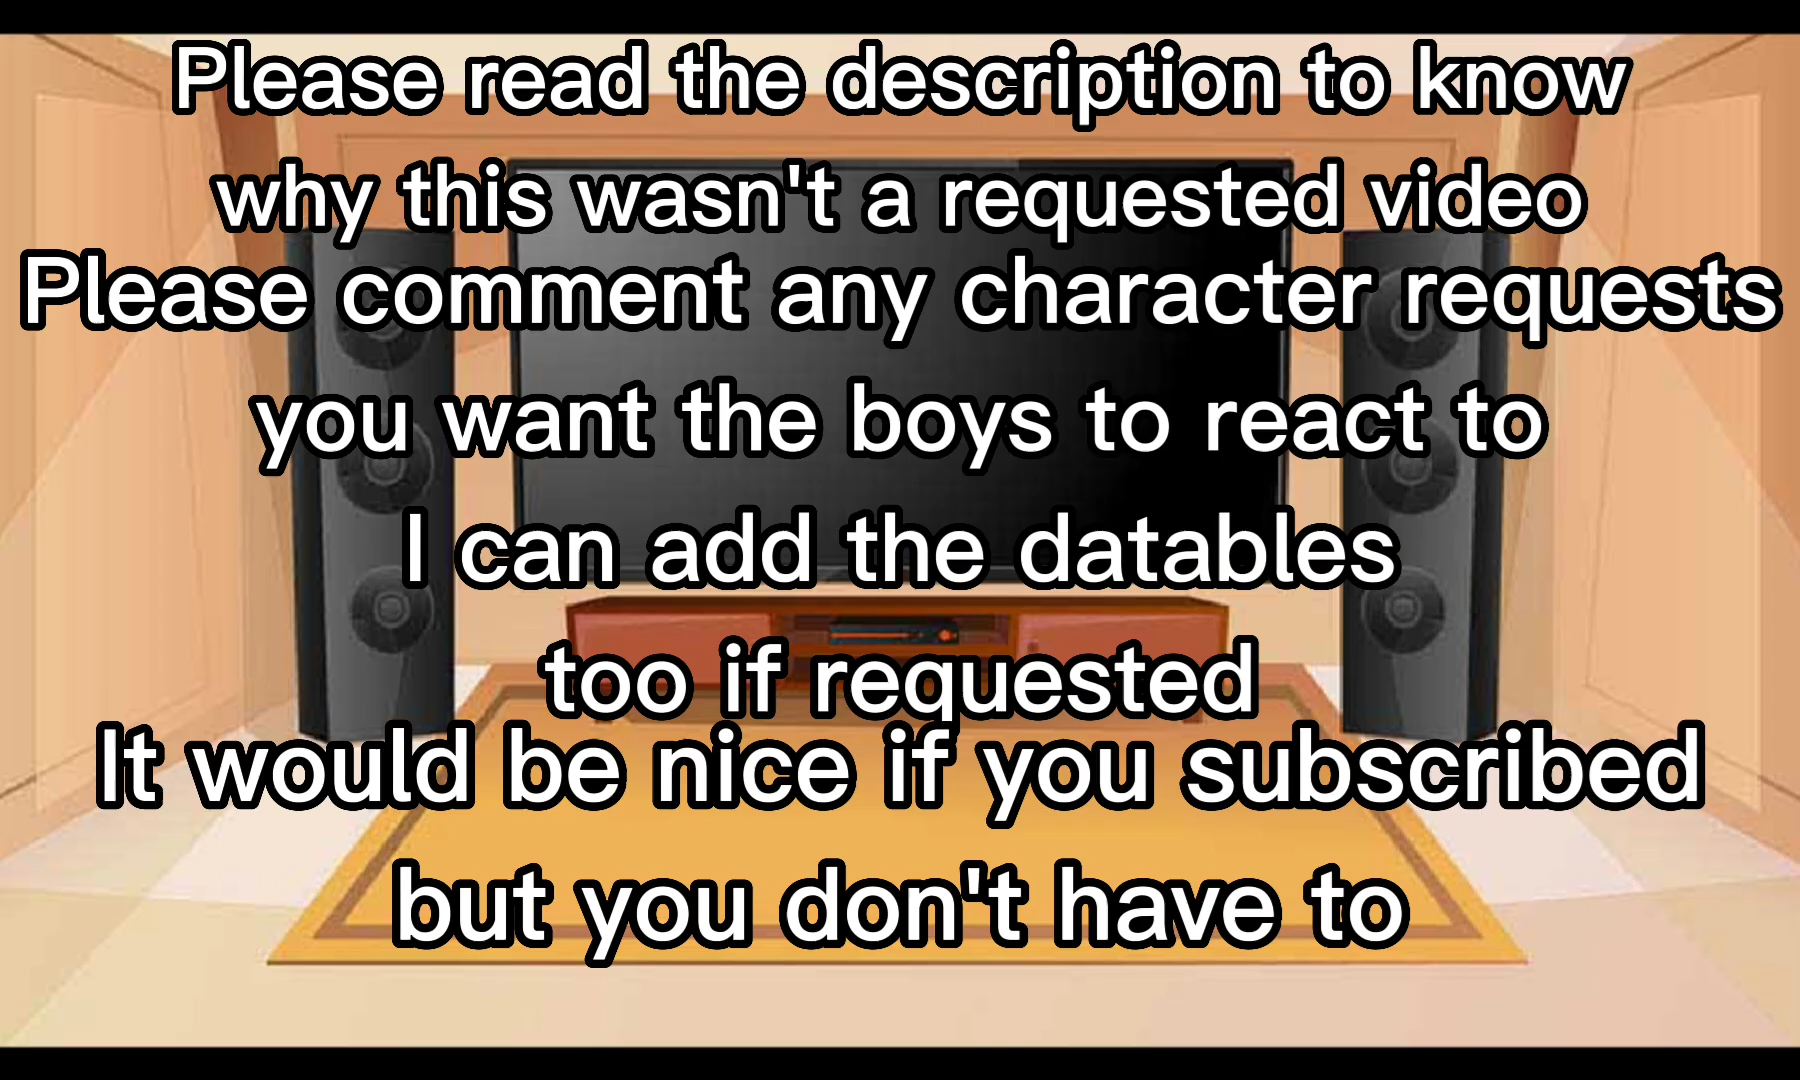 Please read the description to know
why this wasn't a requested video
Please comment any character requests
you want the boys to react to
I can add the datables
too if requested
It would be nice if you subscribed
but you don't have to